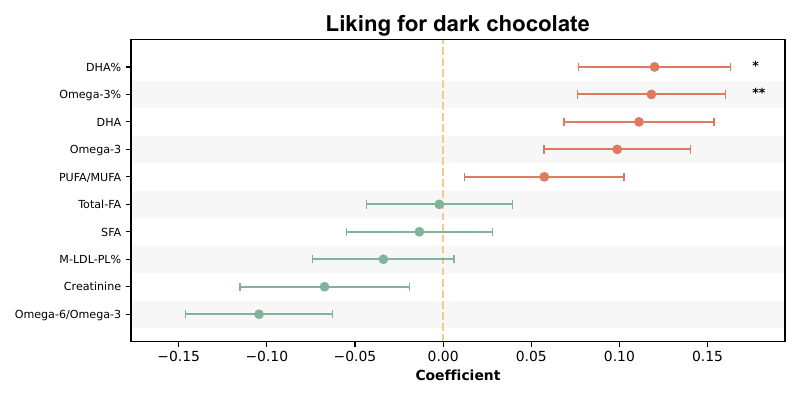 Liking for dark chocolate
DHA% *
Omega-3% **
DHA
Omega-3
PUFA/MUFA
Total-FA
SFA
M-LDL-PL%
Creatinine
Omega-6/Omega-3
−0.15 −0.10 −0.05 0.00 0.05 0.10 0.15
Coefficient